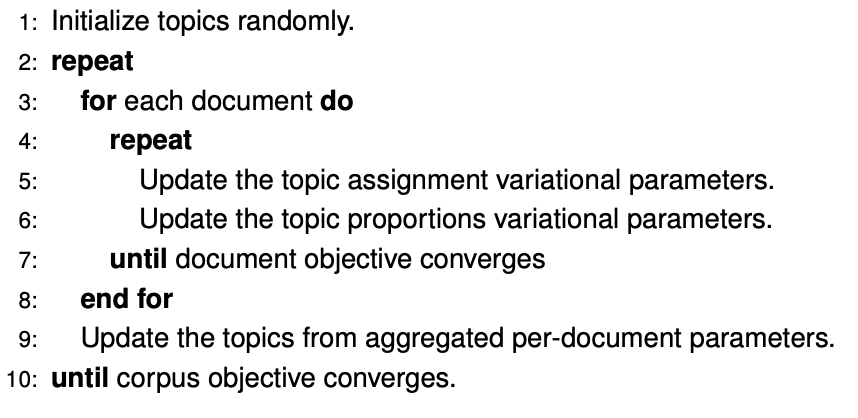 1: Initialize topics randomly.
2: repeat
3: for each document do
4: repeat
5: Update the topic assignment variational parameters.
6: Update the topic proportions variational parameters.
7: until document objective converges
8: end for
9: Update the topics from aggregated per-document parameters.
10: until corpus objective converges.